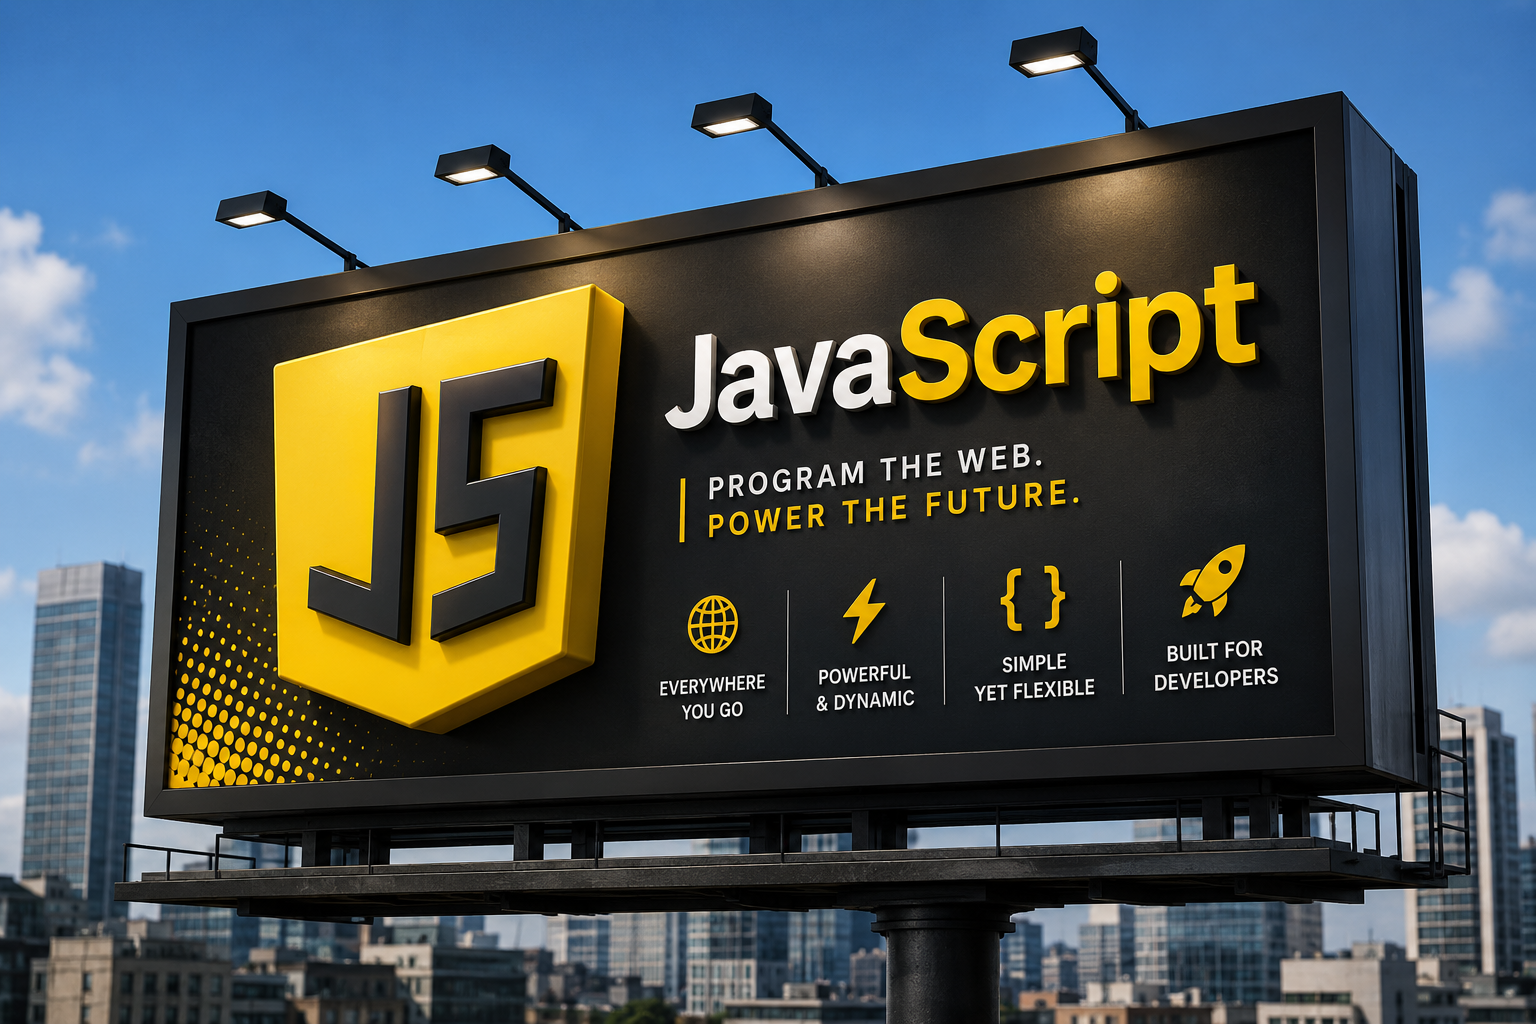 JS
JavaScript
PROGRAM THE WEB.
POWER THE FUTURE.
EVERYWHERE
YOU GO
POWERFUL
& DYNAMIC
{ }
SIMPLE
YET FLEXIBLE
BUILT FOR
DEVELOPERS